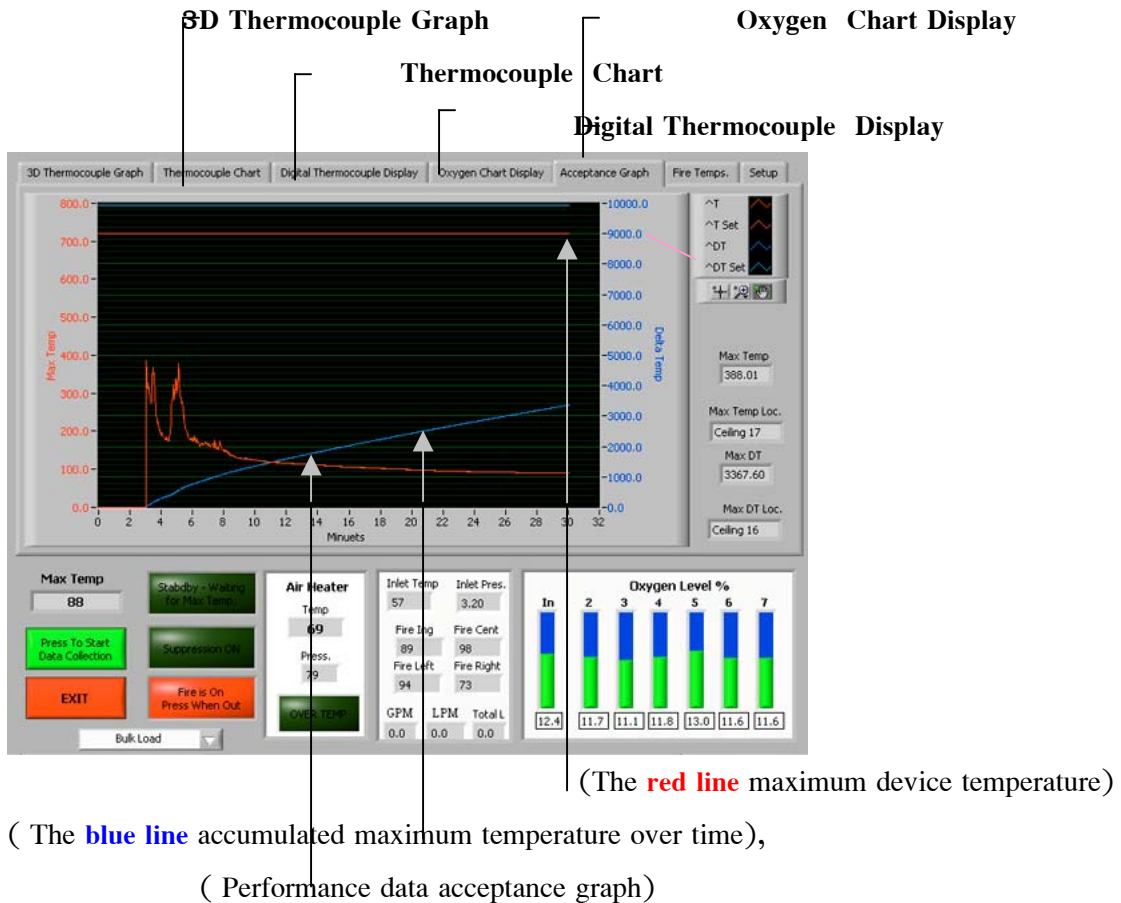 3D Thermocouple Graph Oxygen Chart Display
Thermocouple Chart
Digital Thermocouple Display
3D Thermocouple Graph Thermocouple Chart Digital Thermocouple Display Oxygen Chart Display Acceptance Graph Fire Temps. Setup
800.0
700.0
600.0
500.0
400.0
300.0
200.0
100.0
0.0
Max Temp
10000.0
9000.0
8000.0
7000.0
6000.0
5000.0
4000.0
3000.0
2000.0
1000.0
0.0
Delta Temp
0 2 4 6 8 10 12 14 16 18 20 22 24 26 28 30 32
Minuets
^T
^T Set
^DT
^DT Set
Max Temp
388.01
Max Temp Loc.
Ceiling 17
Max DT
3367.60
Max DT Loc.
Ceiling 16
Max Temp
88
Press To Start
Data Collection
EXIT
Bulk Load
Stabdby - Waiting
for Max Temp.
Suppression ON
Fire is On
Press When Out
Air Heater
Temp
69
Press.
79
OVER TEMP
Inlet Temp Inlet Pres.
57 3.20
Fire Ing Fire Cent
89 98
Fire Left Fire Right
94 73
GPM LPM Total L
0.0 0.0 0.0
Oxygen Level %
In 2 3 4 5 6 7
12.4 11.7 11.1 11.8 13.0 11.6 11.6
(The red line maximum device temperature)
( The blue line accumulated maximum temperature over time),
( Performance data acceptance graph)